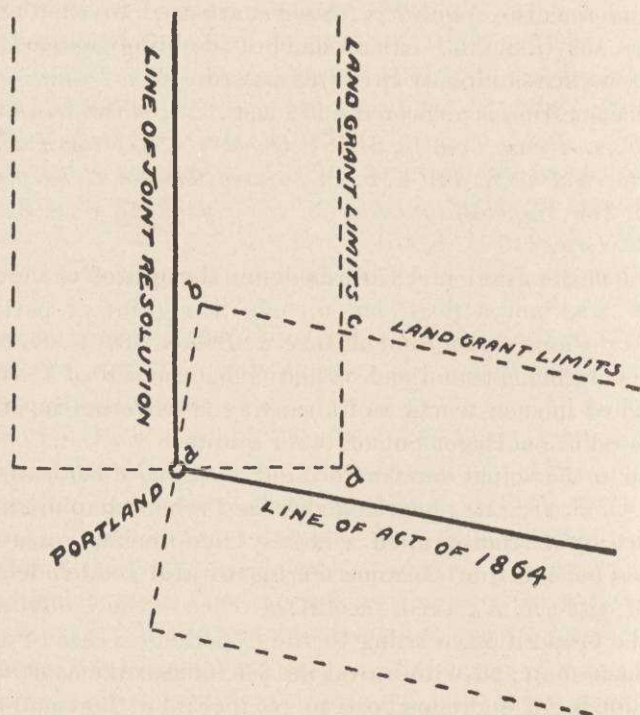 LINE OF JOINT RESOLUTION
LAND GRANT LIMITS
C
LAND GRANT LIMITS
PORTLAND
LINE OF ACT OF 1864